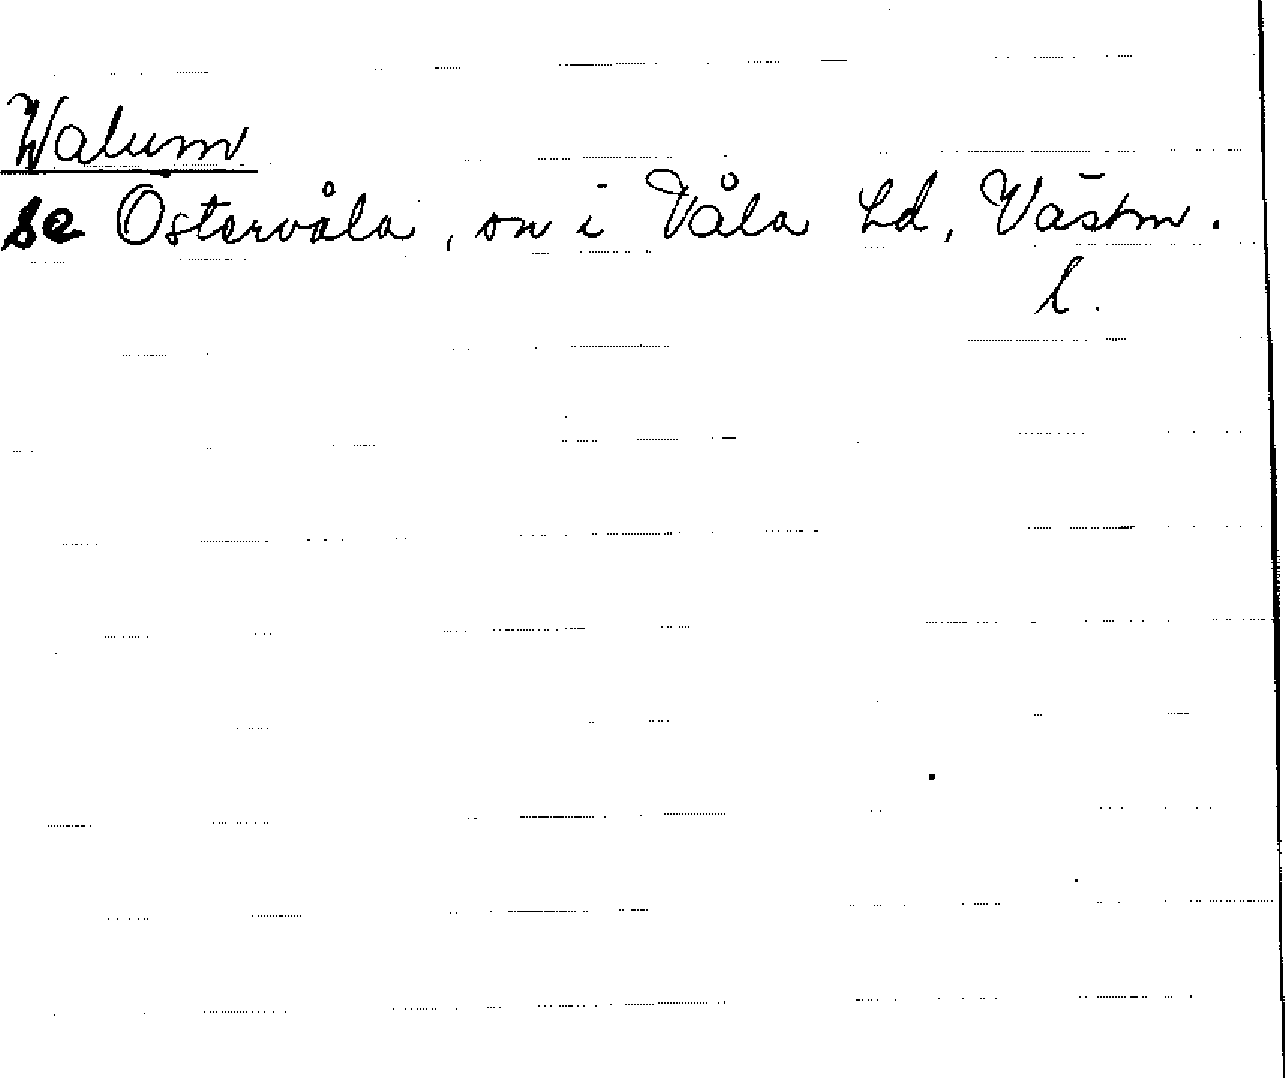 Walum
se Östervåla, sn i Våla hd, Västm.
l.